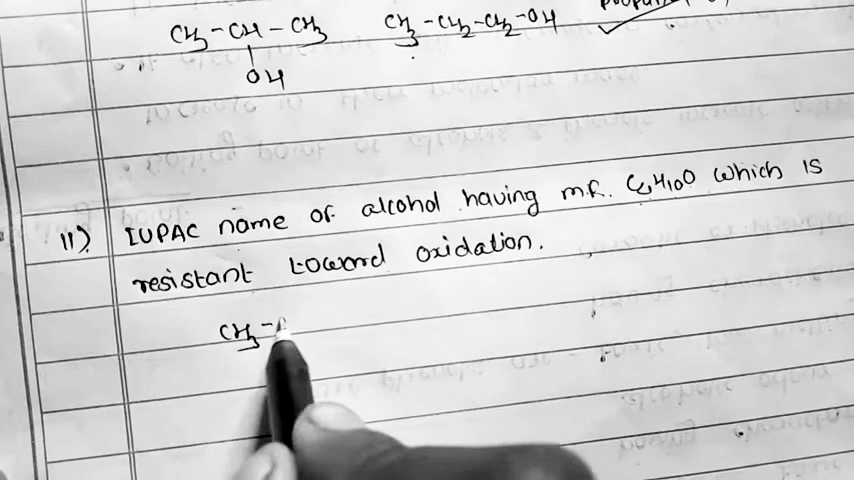 CH3 - CH - CH3 CH3 - CH2 - CH2 - OH
|
OH
11) IUPAC name of alcohol having m.f. C4H10O which is
resistant toward oxidation.
CH3 -